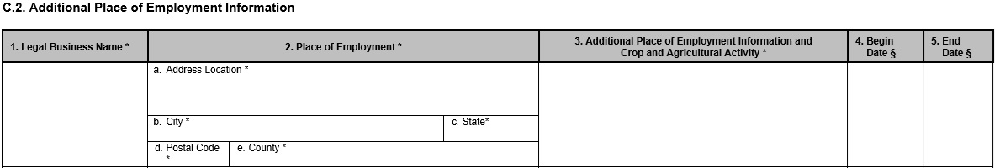 C.2. Additional Place of Employment Information
1. Legal Business Name *
2. Place of Employment *
3. Additional Place of Employment Information and
Crop and Agricultural Activity *
4. Begin
Date §
5. End
Date §
a. Address Location *
b. City *
c. State*
d. Postal Code
*
e. County *